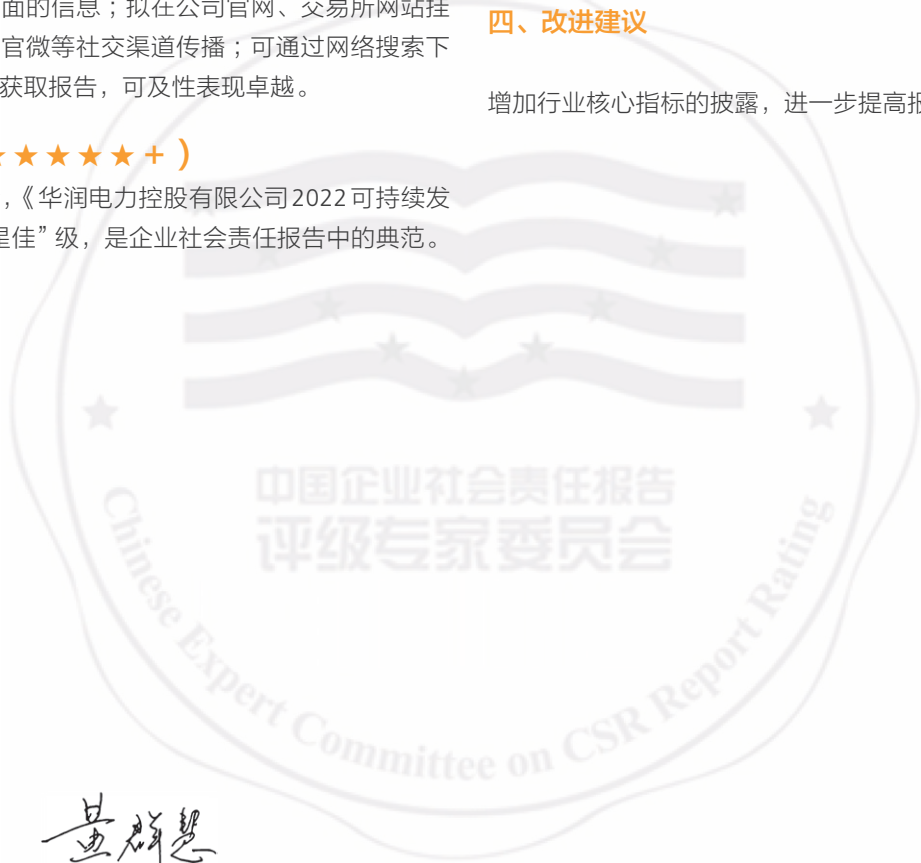 面的信息；拟在公司官网、交易所网站挂
官微等社交渠道传播；可通过网络搜索下
获取报告，可及性表现卓越。
★★★★+）
，《华润电力控股有限公司2022可持续发
星佳”级，是企业社会责任报告中的典范。
四、改进建议
增加行业核心指标的披露，进一步提高报
中国企业社会责任报告
评级专家委员会
Chinese Expert Committee on CSR Report Rating
黄群慧